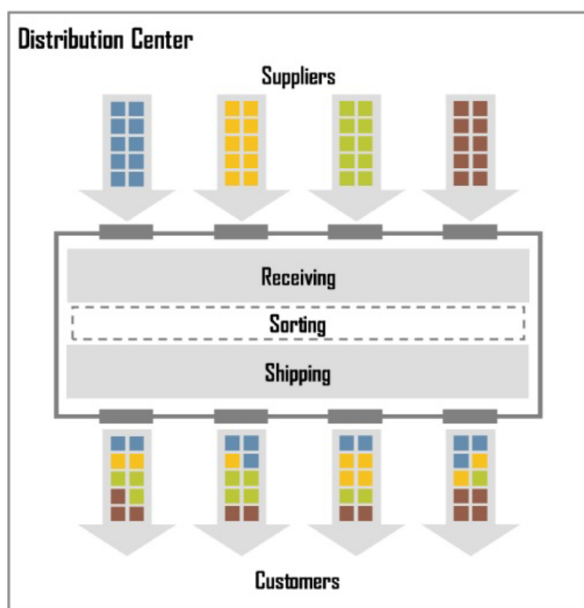 Distribution Center
Suppliers
Receiving
Sorting
Shipping
Customers